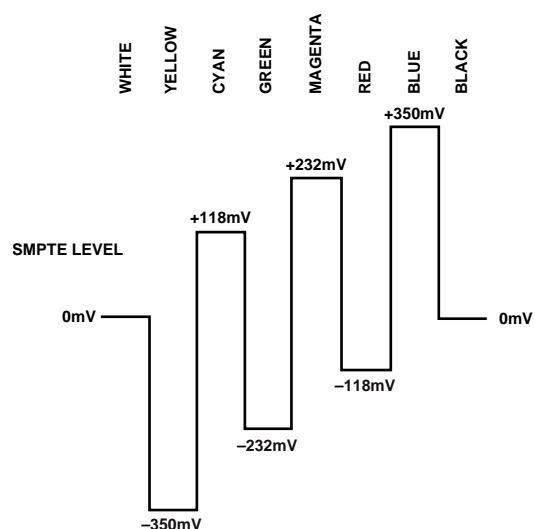 WHITE
YELLOW
CYAN
GREEN
MAGENTA
RED
BLUE
BLACK
+350mV
+232mV
+118mV
SMPTE LEVEL
0mV
0mV
–118mV
–232mV
–350mV